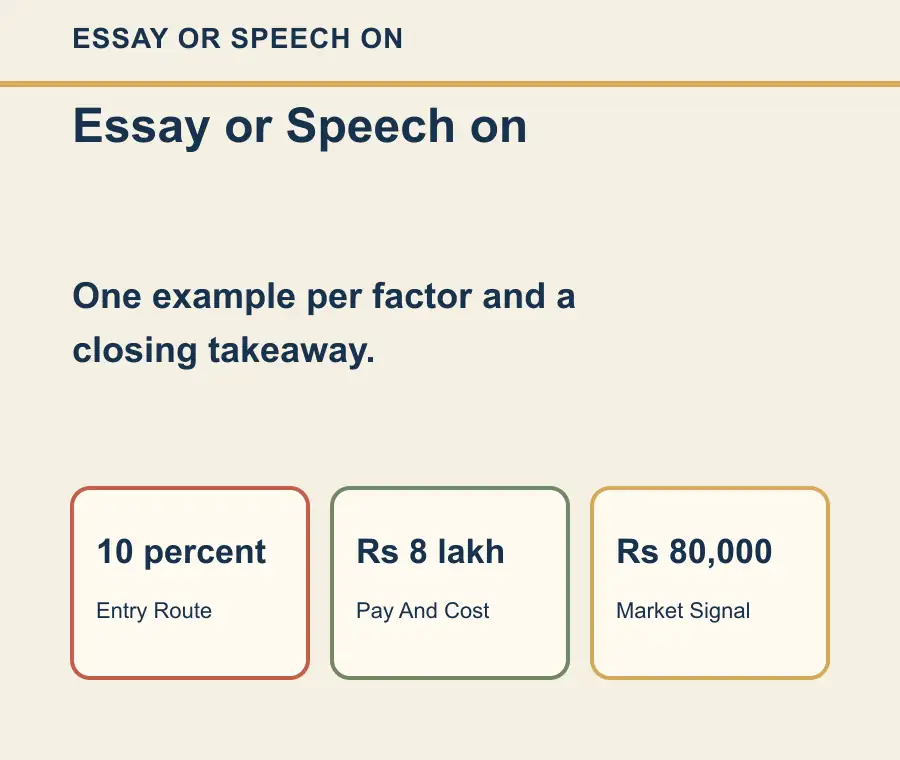 ESSAY OR SPEECH ON
Essay or Speech on
One example per factor and a
closing takeaway.
10 percent
Entry Route
Rs 8 lakh
Pay And Cost
Rs 80,000
Market Signal